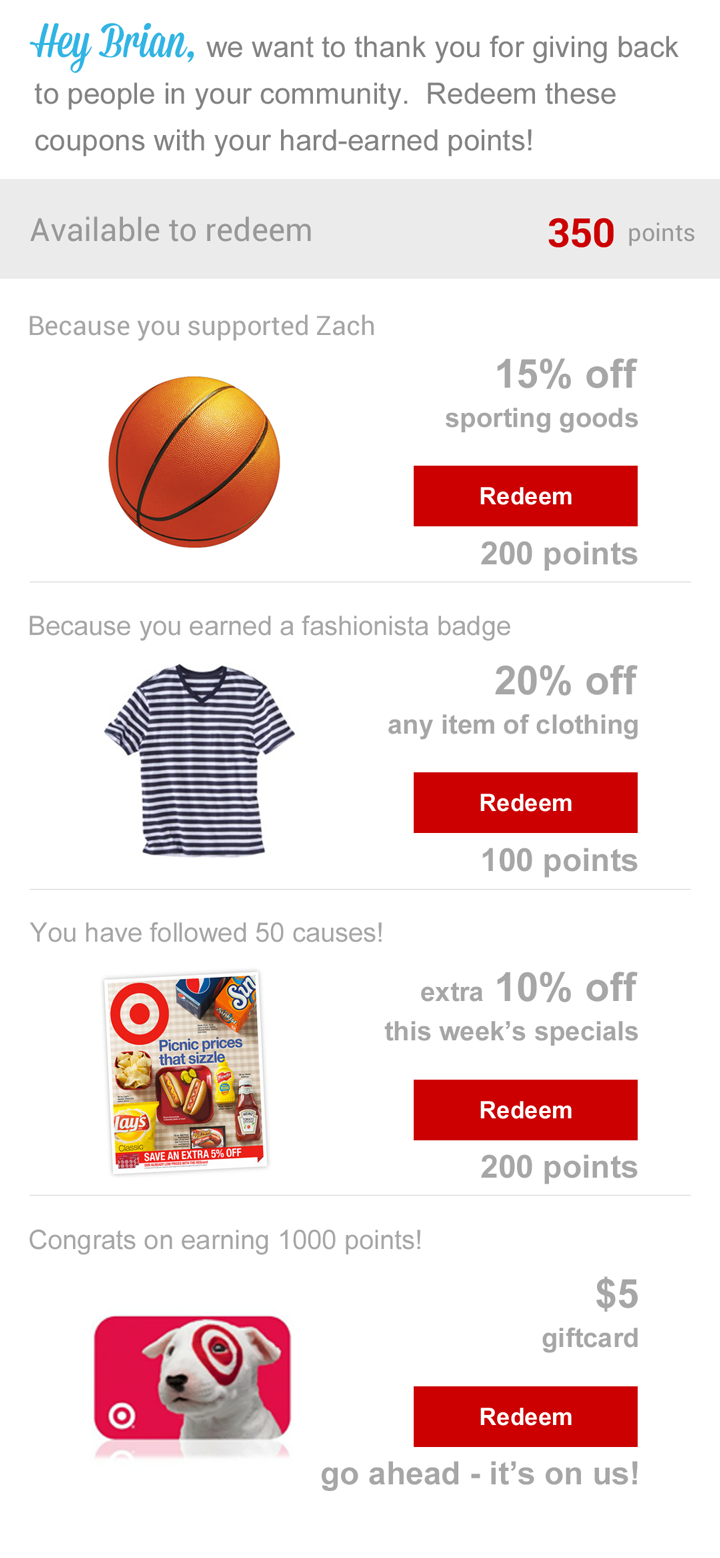 Hey Brian, we want to thank you for giving back
to people in your community. Redeem these
coupons with your hard-earned points!
Available to redeem 350 points
Because you supported Zach
15% off
sporting goods
Redeem
200 points
Because you earned a fashionista badge
20% off
any item of clothing
Redeem
100 points
You have followed 50 causes!
Sun
Picnic prices
that sizzle
Lay's
Classic
HEINZ
SAVE AN EXTRA 5% OFF
extra 10% off
this week's specials
Redeem
200 points
Congrats on earning 1000 points!
$5
giftcard
Redeem
go ahead - it's on us!